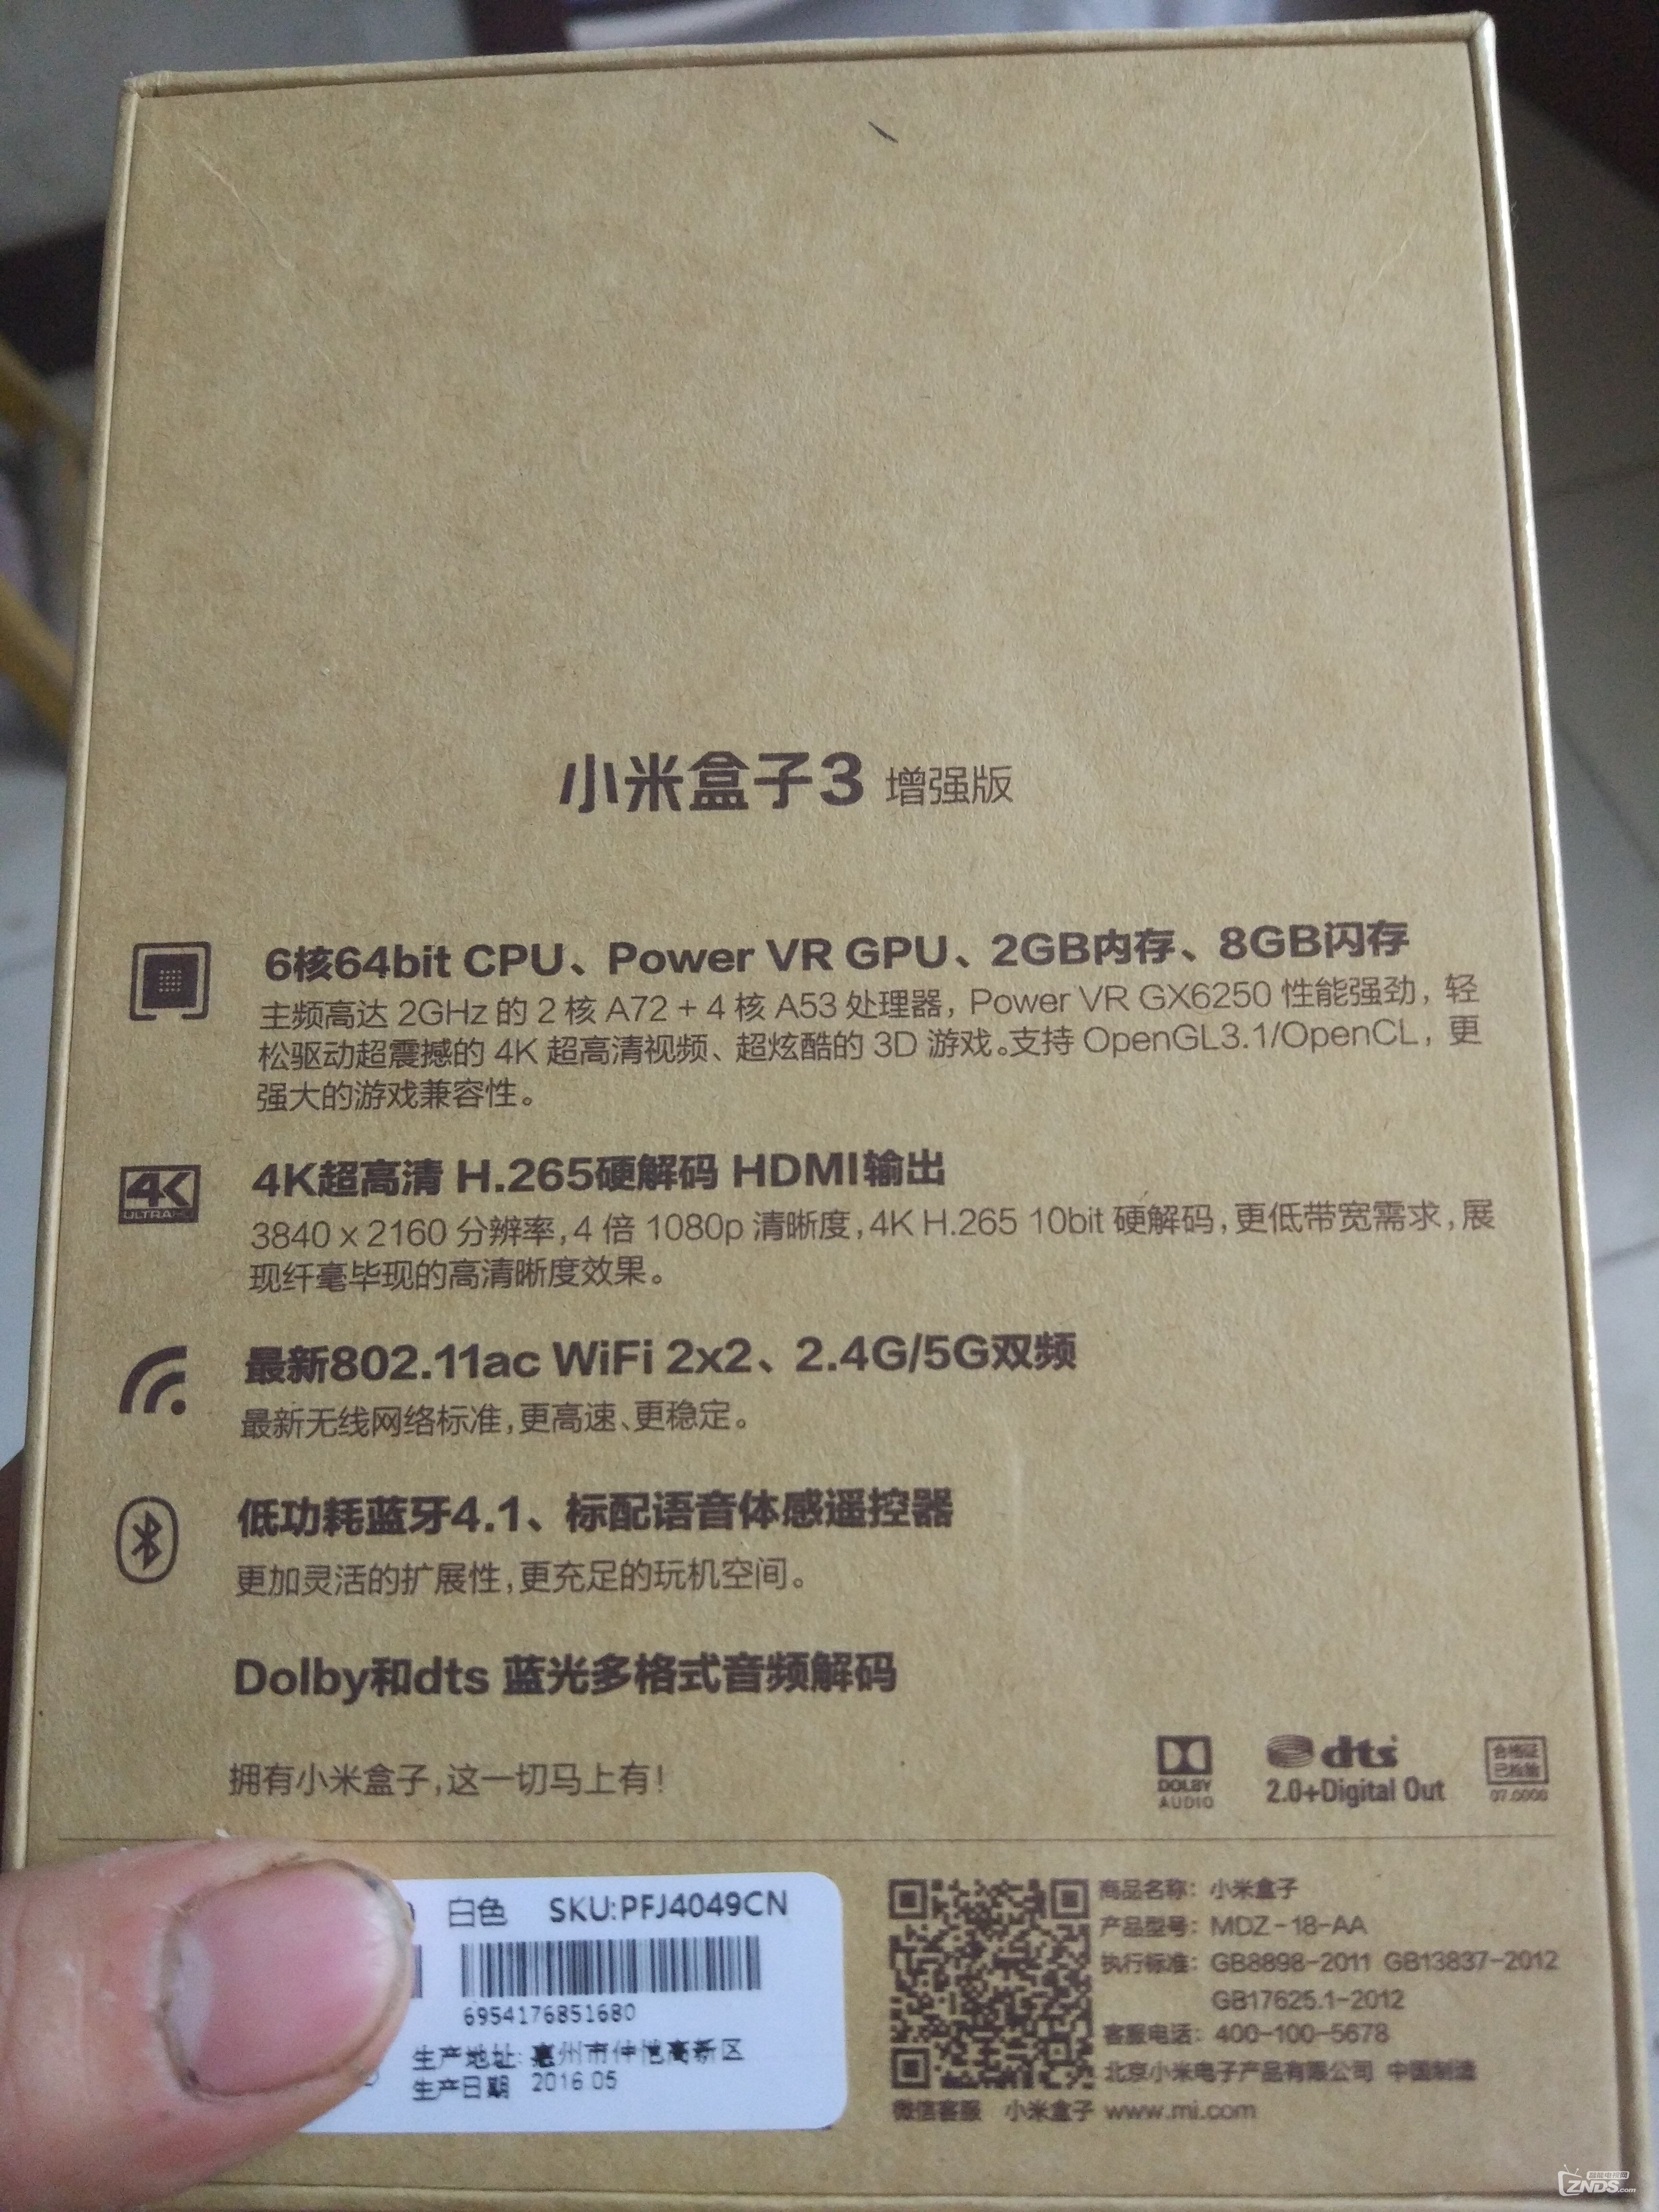 小米盒子3 增强版
6核64bit CPU、Power VR GPU、2GB内存、8GB闪存
主频高达 2GHz 的 2 核 A72 + 4 核 A53 处理器，Power VR GX6250 性能强劲，轻
松驱动超震撼的 4K 超高清视频、超炫酷的 3D 游戏。支持 OpenGL3.1/OpenCL，更
强大的游戏兼容性。
4K
ULTRA HD
4K超高清 H.265硬解码 HDMI输出
3840 x 2160 分辨率，4 倍 1080p 清晰度，4K H.265 10bit 硬解码，更低带宽需求，展
现纤毫毕现的高清晰度效果。
最新802.11ac WiFi 2x2、2.4G/5G双频
最新无线网络标准，更高速、更稳定。
低功耗蓝牙4.1、标配语音体感遥控器
更加灵活的扩展性，更充足的玩机空间。
Dolby和dts 蓝光多格式音频解码
拥有小米盒子，这一切马上有！
DOLBY
AUDIO
dts
2.0+Digital Out
合格证
已检验
白色 SKU:PFJ4049CN
6954176851680
生产地址: 惠州市仲恺高新区
生产日期 2016 05
商品名称：小米盒子
产品型号：MDZ-18-AA
执行标准：GB8898-2011 GB13837-2012
GB17625.1-2012
客服电话：400-100-5678
北京小米电子产品有限公司 中国制造
微信客服 小米盒子 www.mi.com
ZNDS.com